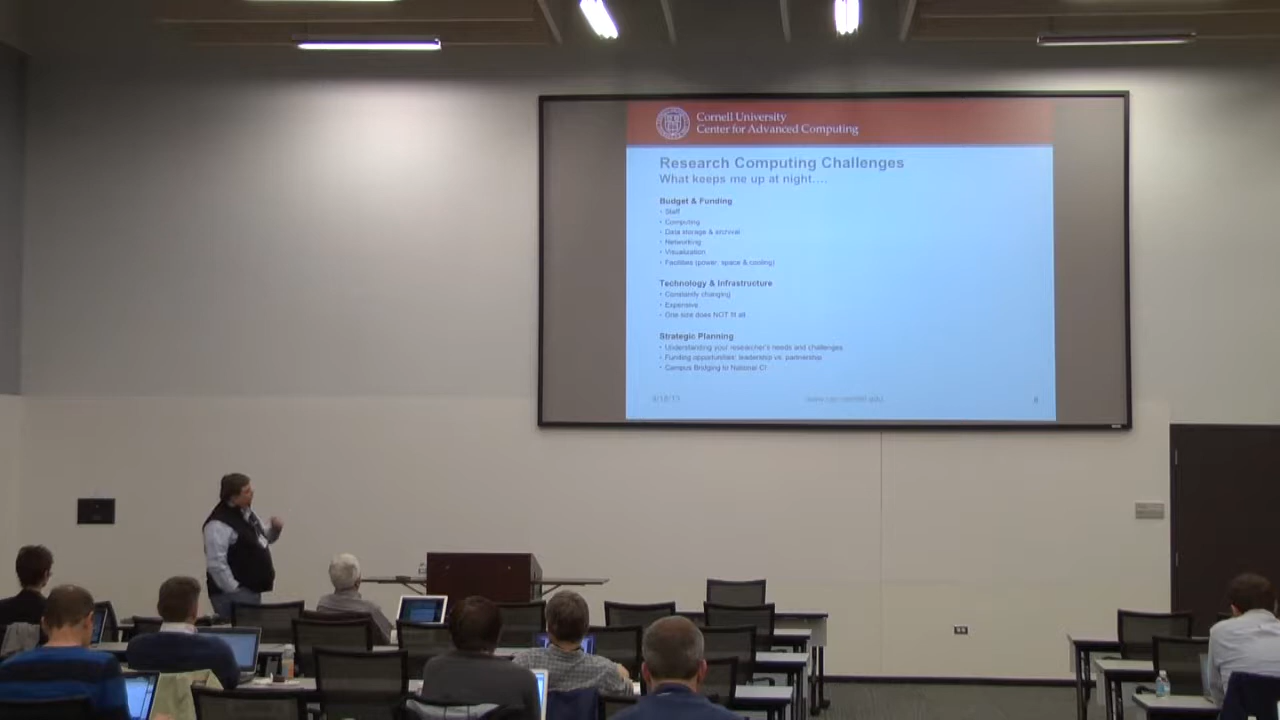 Cornell University
Center for Advanced Computing
Research Computing Challenges
What keeps me up at night....
Budget & Funding
· Staff
· Computing
· Data storage & archival
· Networking
· Visualization
· Facilities (power, space & cooling)
Technology & Infrastructure
· Constantly changing
· Expensive
· One size does NOT fit all
Strategic Planning
· Understanding your researcher's needs and challenges
· Funding opportunities: leadership vs. partnership
· Campus Bridging to National CI
8